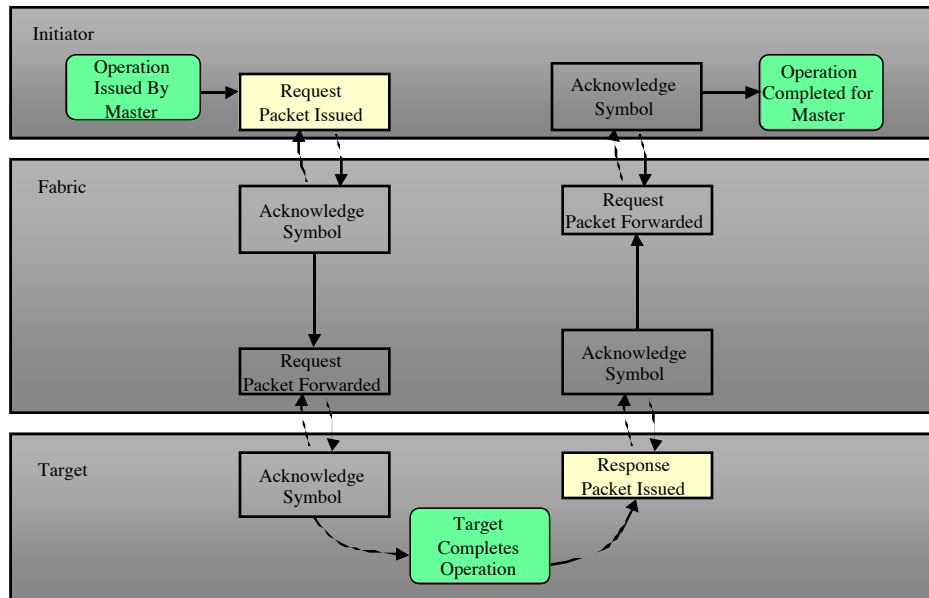 Initiator
Operation
Issued By
Master
Request
Packet Issued
Acknowledge
Symbol
Operation
Completed for
Master
Fabric
Acknowledge
Symbol
Request
Packet Forwarded
Request
Packet Forwarded
Acknowledge
Symbol
Target
Acknowledge
Symbol
Response
Packet Issued
Target
Completes
Operation